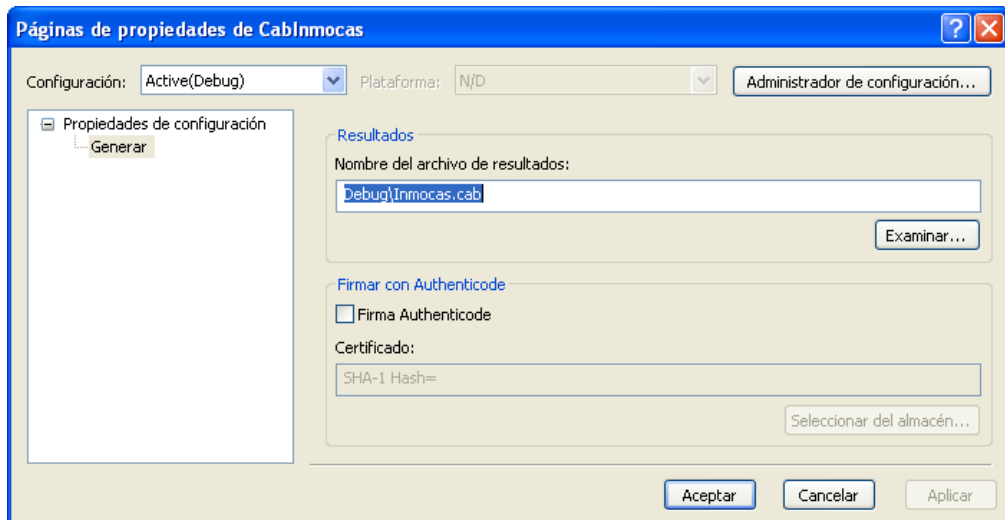 Páginas de propiedades de CabInmocas
Configuración: Active(Debug) Plataforma: N/D Administrador de configuración...
Propiedades de configuración
Generar
Resultados
Nombre del archivo de resultados:
Debug\Inmocas.cab
Examinar...
Firmar con Authenticode
Firma Authenticode
Certificado:
SHA-1 Hash=
Seleccionar del almacén...
Aceptar Cancelar Aplicar